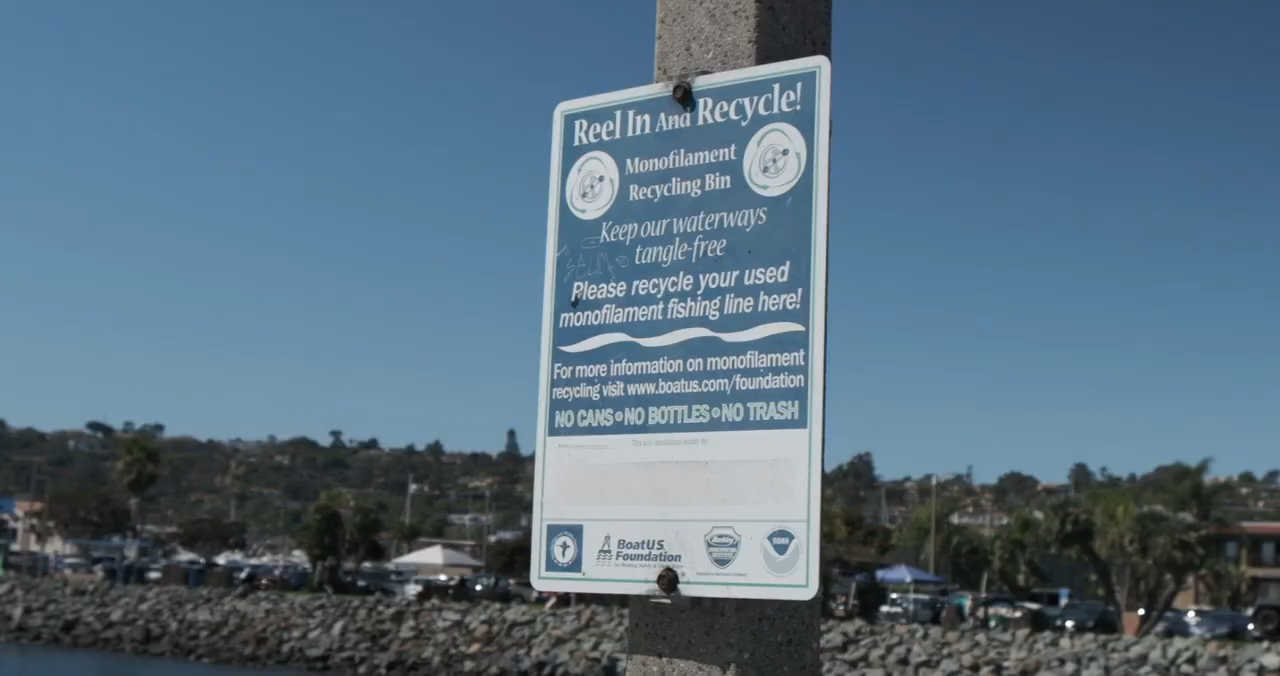 Reel In And Recycle!
Monofilament
Recycling Bin
Keep our waterways
tangle-free
Please recycle your used
monofilament fishing line here!
For more information on monofilament
recycling visit www.boatus.com/foundation
NO CANS • NO BOTTLES • NO TRASH
BoatU.S.
Foundation
NOAA